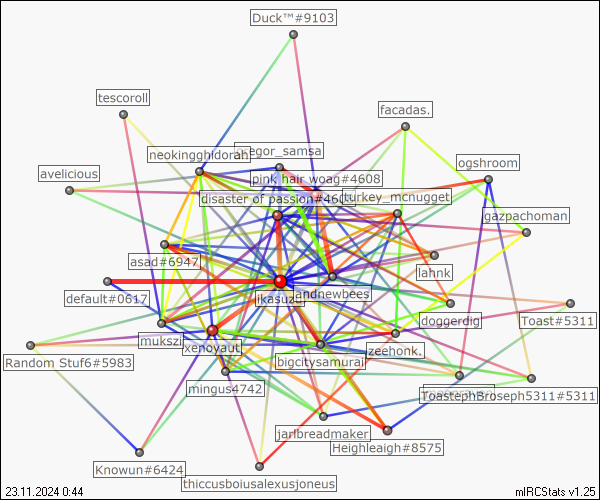 Duck™#9103
tescoroll
facadas.
neokingghidorah
gregor_samsa
ogshroom
avelicious
pink hair woag#4608
turkey_mcnugget
disaster of passion#4606
gazpachoman
asad#6947
lahnk
default#0617
ikasuze
andnewbees
mukszi
doggerdig
Toast#5311
xenoyaut
zeehonk.
Random Stuf6#5983
bigcitysamurai
mingus4742
ToastephBroseph5311#5311
jarlbreadmaker
Heighleaigh#8575
Knowun#6424
thiccusboiusalexusjoneus
23.11.2024 0:44
mIRCStats v1.25